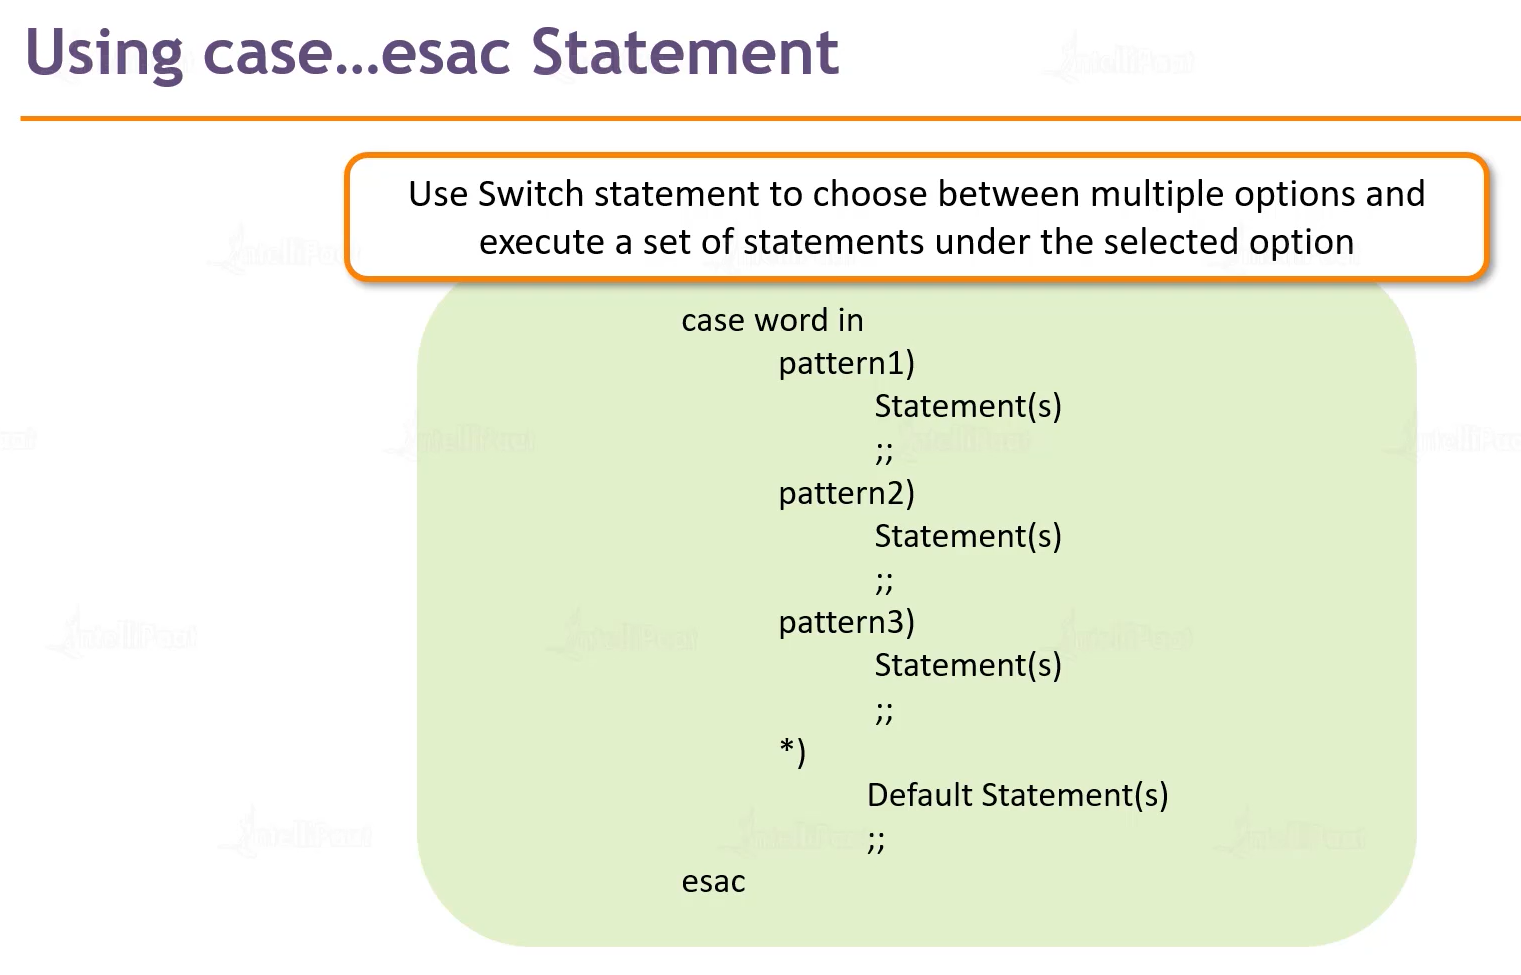 Using case...esac Statement
Use Switch statement to choose between multiple options and
execute a set of statements under the selected option
case word in
pattern1)
Statement(s)
;;
pattern2)
Statement(s)
;;
pattern3)
Statement(s)
;;
*)
Default Statement(s)
;;
esac